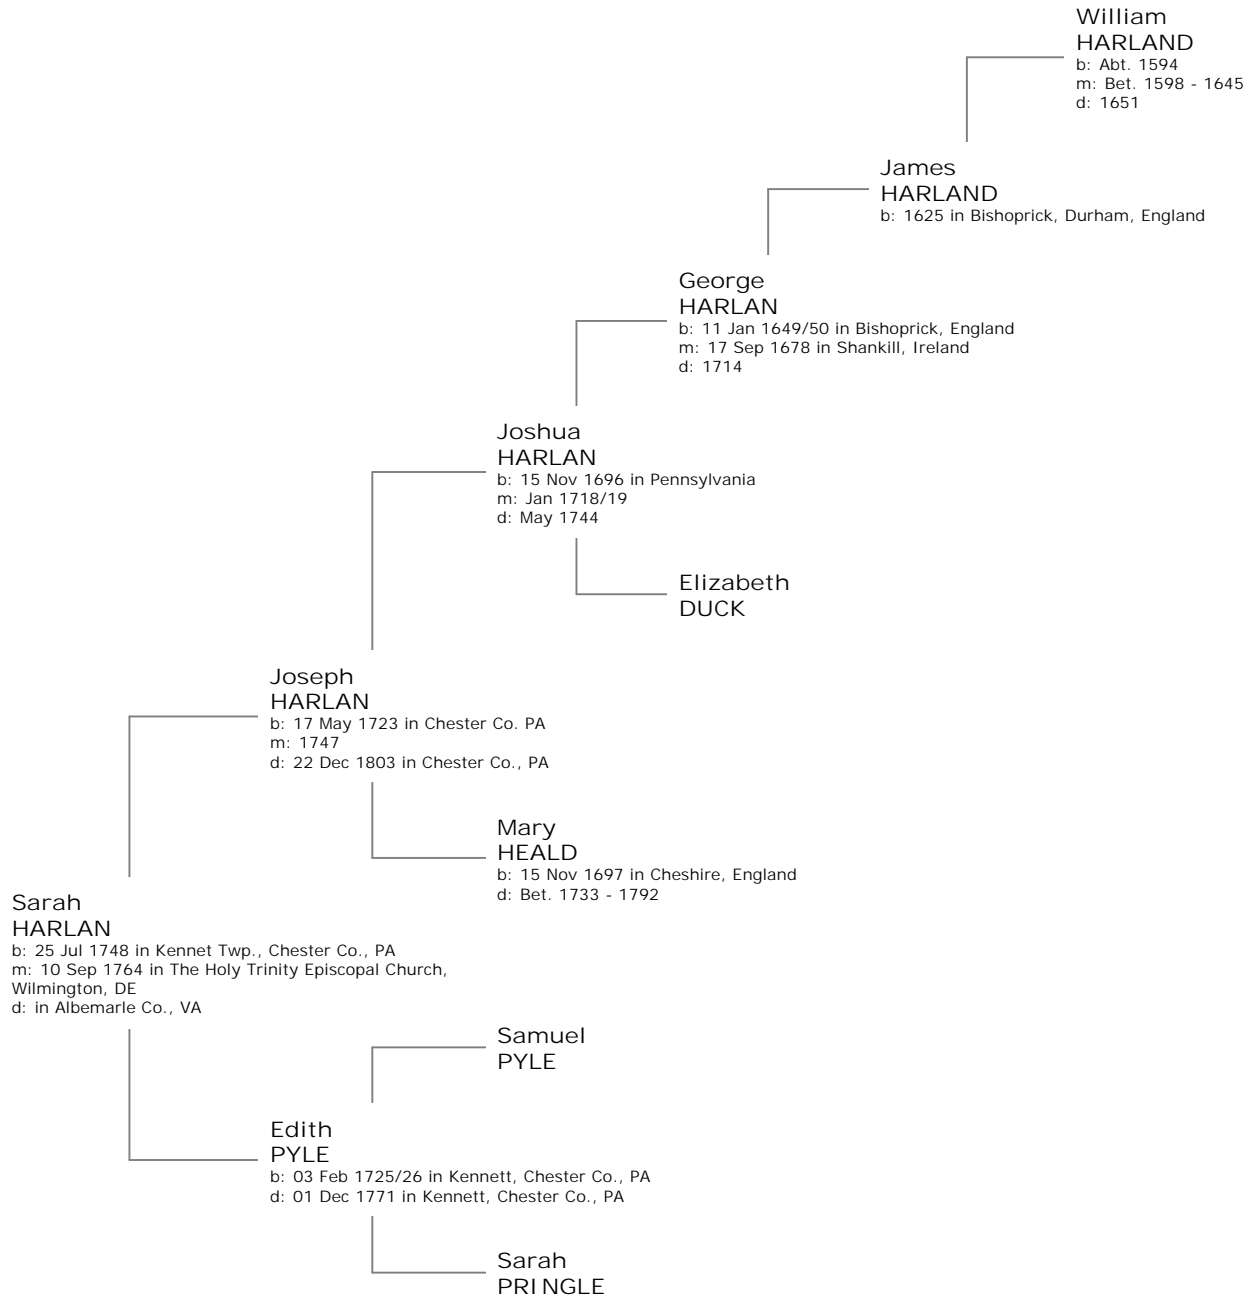 William
HARLAND
b: Abt. 1594
m: Bet. 1598 - 1645
d: 1651
James
HARLAND
b: 1625 in Bishoprick, Durham, England
George
HARLAN
b: 11 Jan 1649/50 in Bishoprick, England
m: 17 Sep 1678 in Shankill, Ireland
d: 1714
Joshua
HARLAN
b: 15 Nov 1696 in Pennsylvania
m: Jan 1718/19
d: May 1744
Elizabeth
DUCK
Joseph
HARLAN
b: 17 May 1723 in Chester Co. PA
m: 1747
d: 22 Dec 1803 in Chester Co., PA
Mary
HEALD
b: 15 Nov 1697 in Cheshire, England
d: Bet. 1733 - 1792
Sarah
HARLAN
b: 25 Jul 1748 in Kennet Twp., Chester Co., PA
m: 10 Sep 1764 in The Holy Trinity Episcopal Church,
Wilmington, DE
d: in Albemarle Co., VA
Samuel
PYLE
Edith
PYLE
b: 03 Feb 1725/26 in Kennett, Chester Co., PA
d: 01 Dec 1771 in Kennett, Chester Co., PA
Sarah
PRINGLE